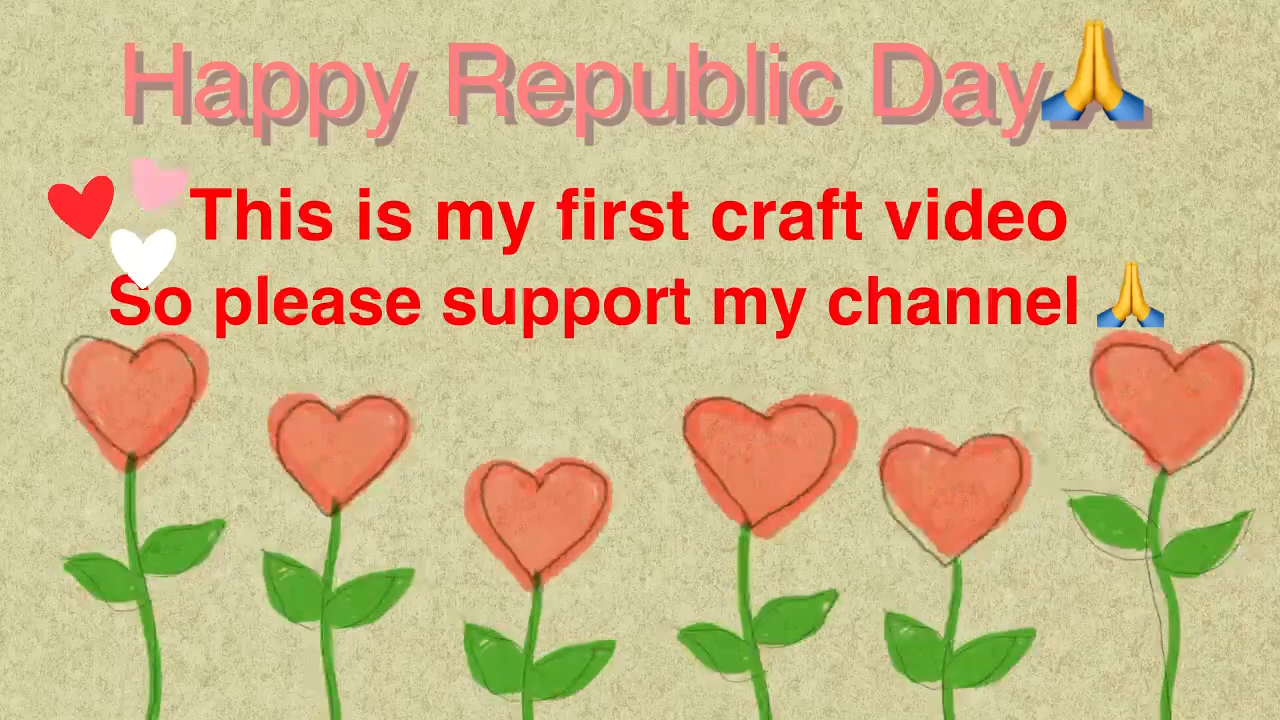 Happy Republic Day🙏
This is my first craft video
So please support my channel 🙏